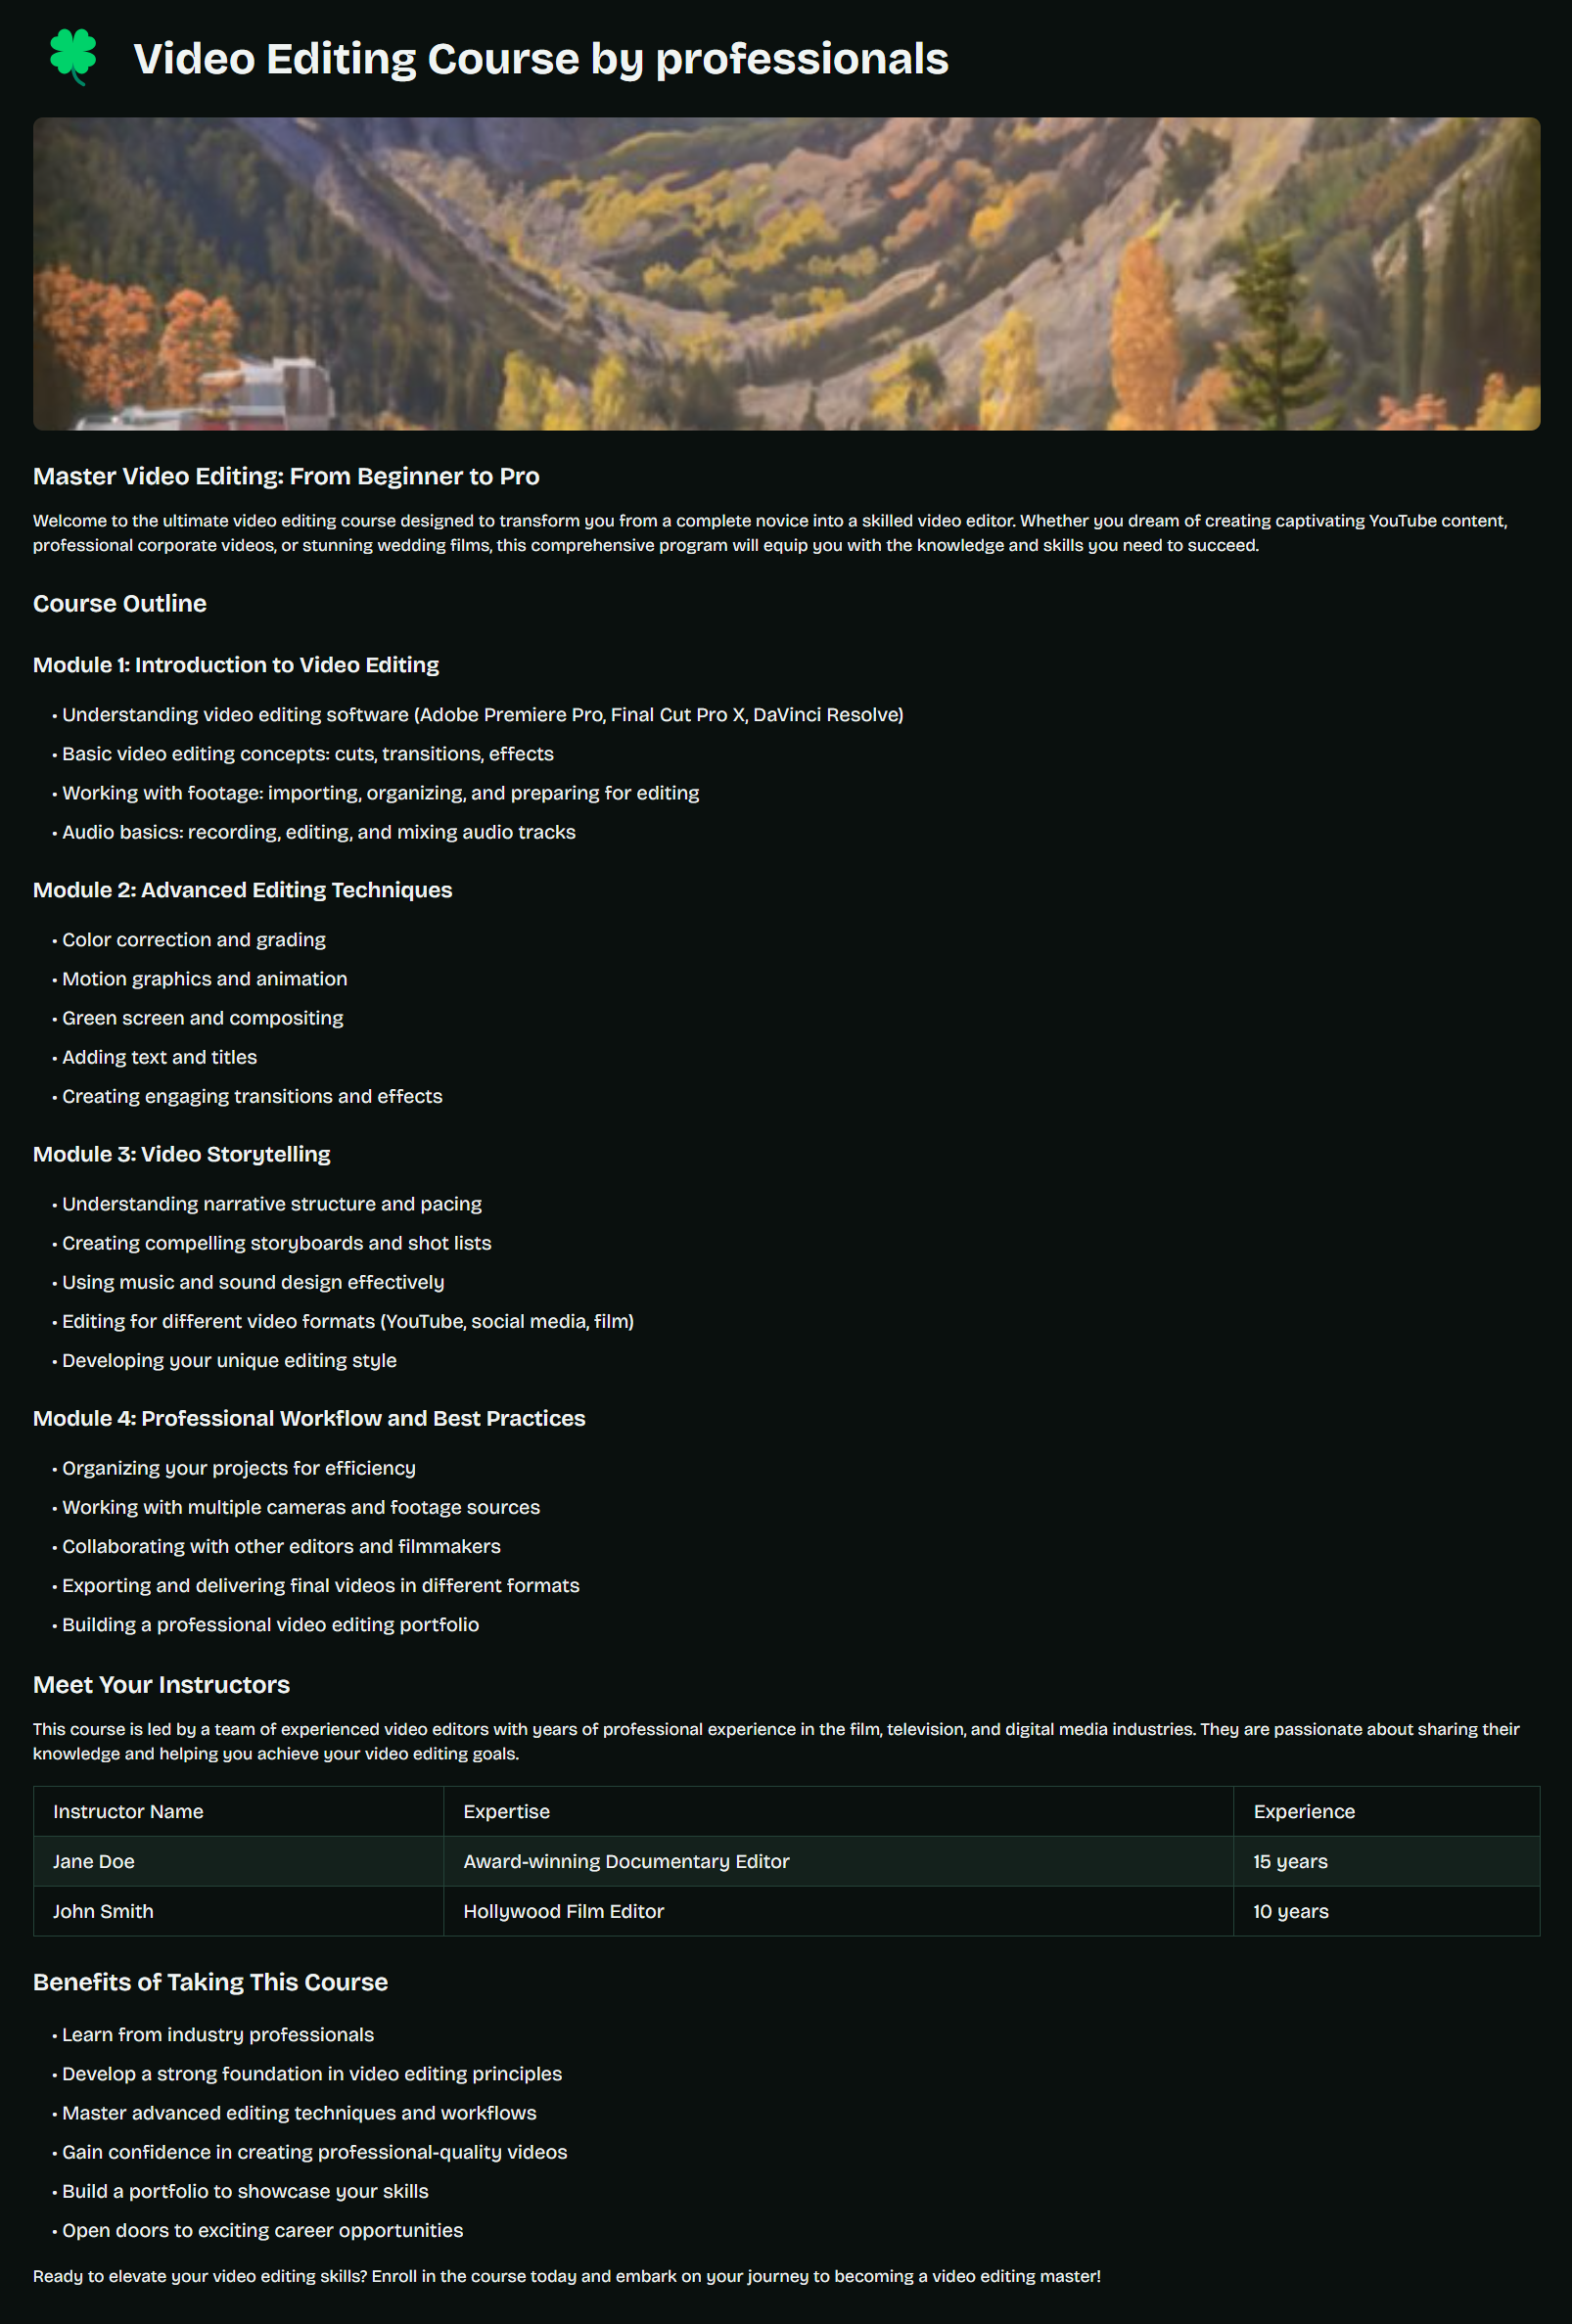 Video Editing Course by professionals
Master Video Editing: From Beginner to Pro
Welcome to the ultimate video editing course designed to transform you from a complete novice into a skilled video editor. Whether you dream of creating captivating YouTube content,
professional corporate videos, or stunning wedding films, this comprehensive program will equip you with the knowledge and skills you need to succeed.
Course Outline
Module 1: Introduction to Video Editing
• Understanding video editing software (Adobe Premiere Pro, Final Cut Pro X, DaVinci Resolve)
• Basic video editing concepts: cuts, transitions, effects
• Working with footage: importing, organizing, and preparing for editing
• Audio basics: recording, editing, and mixing audio tracks
Module 2: Advanced Editing Techniques
• Color correction and grading
• Motion graphics and animation
• Green screen and compositing
• Adding text and titles
• Creating engaging transitions and effects
Module 3: Video Storytelling
• Understanding narrative structure and pacing
• Creating compelling storyboards and shot lists
• Using music and sound design effectively
• Editing for different video formats (YouTube, social media, film)
• Developing your unique editing style
Module 4: Professional Workflow and Best Practices
• Organizing your projects for efficiency
• Working with multiple cameras and footage sources
• Collaborating with other editors and filmmakers
• Exporting and delivering final videos in different formats
• Building a professional video editing portfolio
Meet Your Instructors
This course is led by a team of experienced video editors with years of professional experience in the film, television, and digital media industries. They are passionate about sharing their
knowledge and helping you achieve your video editing goals.
Instructor Name Expertise Experience
Jane Doe Award-winning Documentary Editor 15 years
John Smith Hollywood Film Editor 10 years
Benefits of Taking This Course
• Learn from industry professionals
• Develop a strong foundation in video editing principles
• Master advanced editing techniques and workflows
• Gain confidence in creating professional-quality videos
• Build a portfolio to showcase your skills
• Open doors to exciting career opportunities
Ready to elevate your video editing skills? Enroll in the course today and embark on your journey to becoming a video editing master!